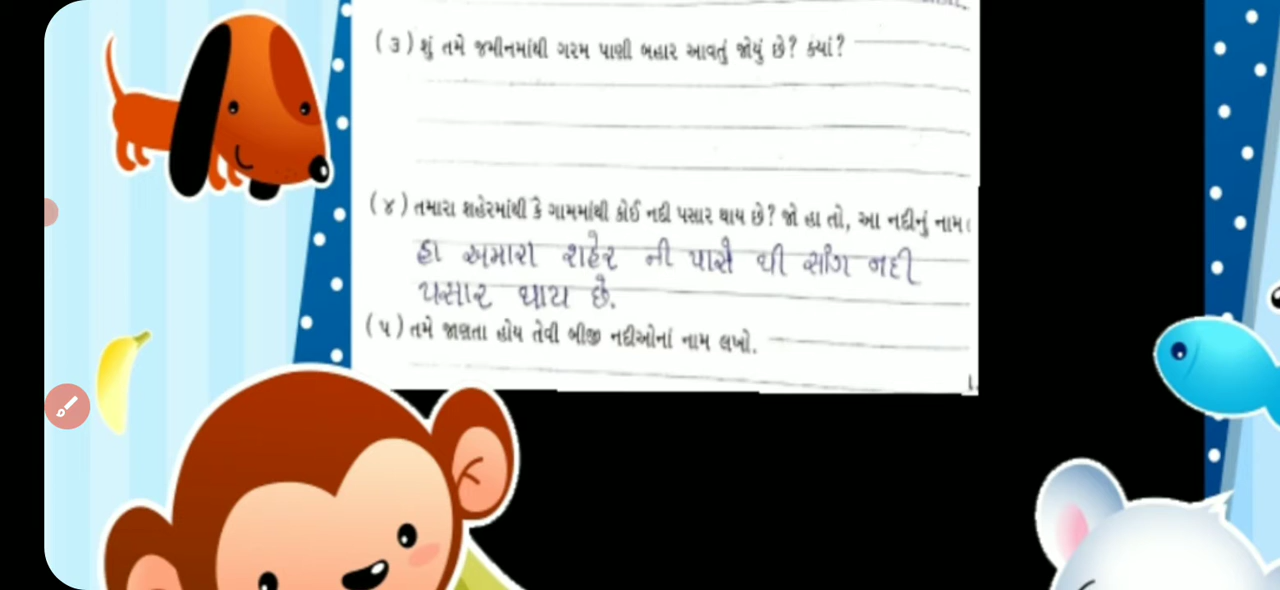 (૩) શું તમે જમીનમાંથી ગરમ પાણી બહાર આવતું જોયું છે? ક્યાં?
(૪) તમારા શહેરમાંથી કે ગામમાંથી કોઈ નદી પસાર થાય છે? જો હા તો, આ નદીનું નામ
હા અમારા શહેર ની પાસે થી સાંગ નદી
પસાર થાય છે.
(૫) તમે જાણતા હોય તેવી બીજી નદીઓનાં નામ લખો.